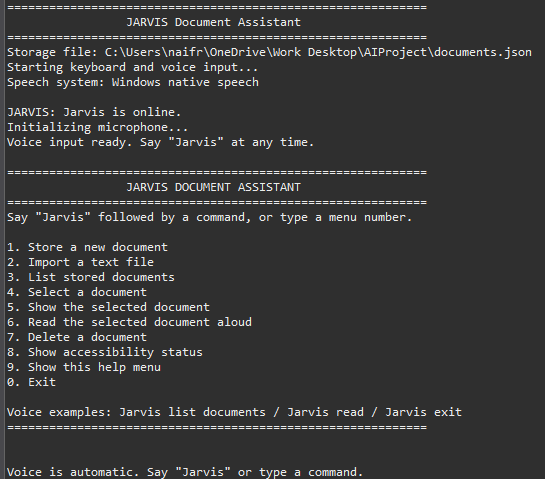 ============================================================
JARVIS Document Assistant
============================================================
Storage file: C:\Users\naifr\OneDrive\Work Desktop\AIProject\documents.json
Starting keyboard and voice input...
Speech system: Windows native speech
JARVIS: Jarvis is online.
Initializing microphone...
Voice input ready. Say "Jarvis" at any time.
============================================================
JARVIS DOCUMENT ASSISTANT
============================================================
Say "Jarvis" followed by a command, or type a menu number.
1. Store a new document
2. Import a text file
3. List stored documents
4. Select a document
5. Show the selected document
6. Read the selected document aloud
7. Delete a document
8. Show accessibility status
9. Show this help menu
0. Exit
Voice examples: Jarvis list documents / Jarvis read / Jarvis exit
============================================================
Voice is automatic. Say "Jarvis" or type a command.